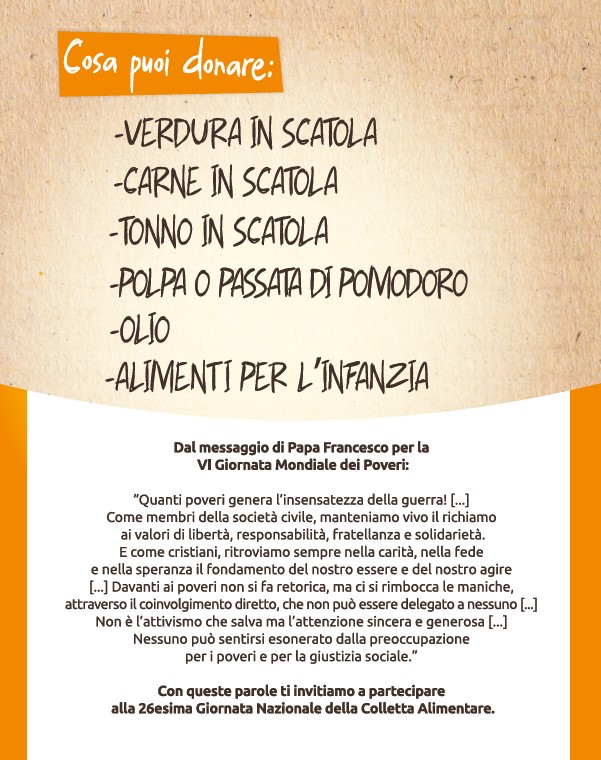 Cosa puoi donare:
-VERDURA IN SCATOLA
-CARNE IN SCATOLA
-TONNO IN SCATOLA
-POLPA O PASSATA DI POMODORO
-OLIO
-ALIMENTI PER L'INFANZIA
Dal messaggio di Papa Francesco per la
VI Giornata Mondiale dei Poveri:
“Quanti poveri genera l’insensatezza della guerra! [...]
Come membri della società civile, manteniamo vivo il richiamo
ai valori di libertà, responsabilità, fratellanza e solidarietà.
E come cristiani, ritroviamo sempre nella carità, nella fede
e nella speranza il fondamento del nostro essere e del nostro agire
[...] Davanti ai poveri non si fa retorica, ma ci si rimbocca le maniche,
attraverso il coinvolgimento diretto, che non può essere delegato a nessuno [...]
Non è l’attivismo che salva ma l’attenzione sincera e generosa [...]
Nessuno può sentirsi esonerato dalla preoccupazione
per i poveri e per la giustizia sociale.”
Con queste parole ti invitiamo a partecipare
alla 26esima Giornata Nazionale della Colletta Alimentare.